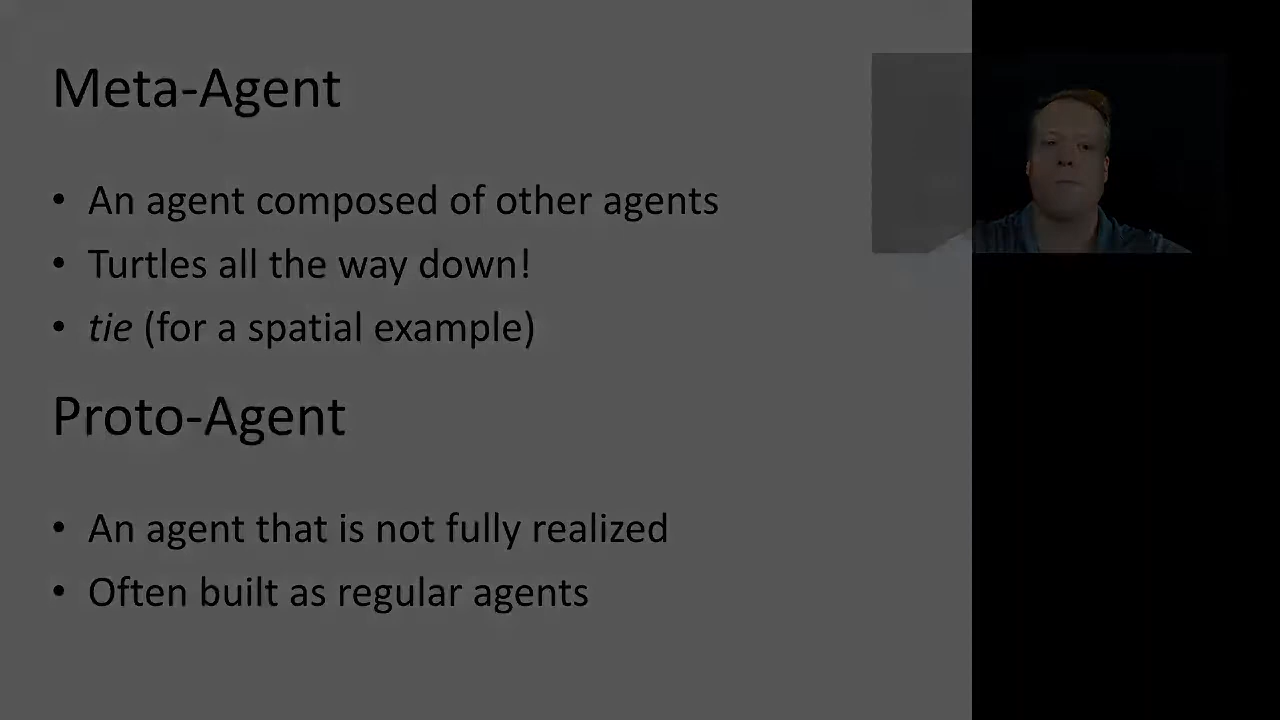 Meta-Agent
• An agent composed of other agents
• Turtles all the way down!
• tie (for a spatial example)
Proto-Agent
• An agent that is not fully realized
• Often built as regular agents